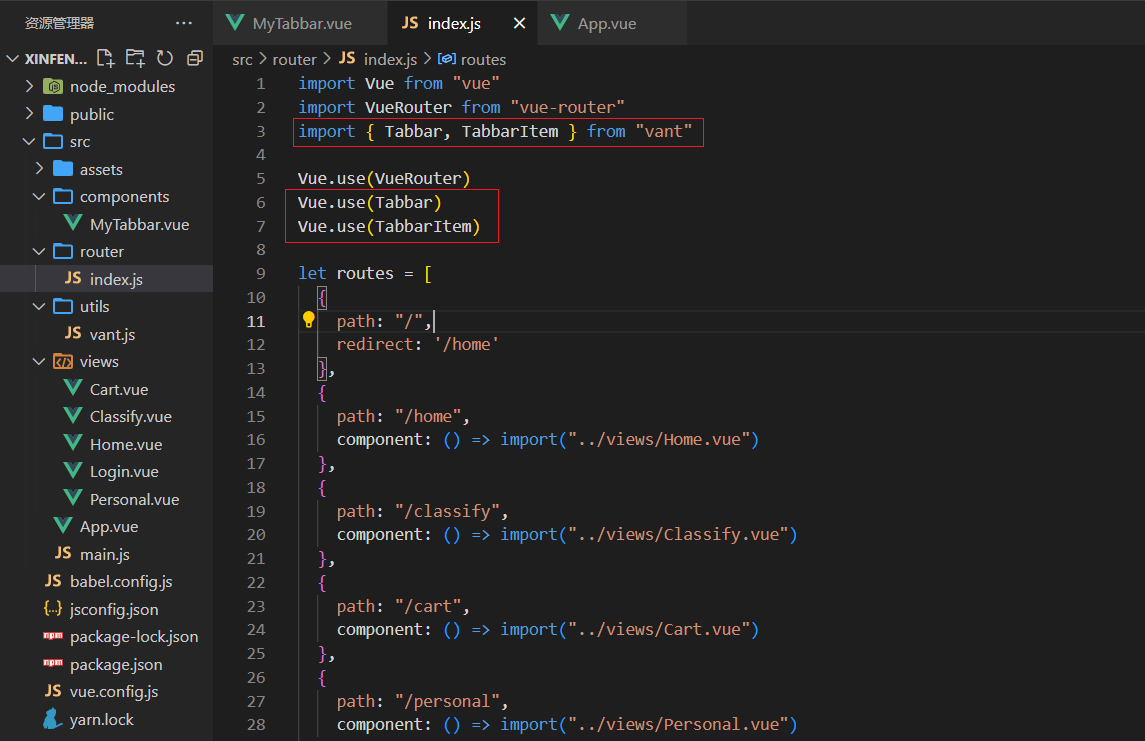 资源管理器
···
MyTabbar.vue
JS index.js ×
App.vue
XINFEN...
src > router > JS index.js > routes
node_modules
public
src
assets
components
MyTabbar.vue
router
JS index.js
utils
JS vant.js
views
Cart.vue
Classify.vue
Home.vue
Login.vue
Personal.vue
App.vue
JS main.js
JS babel.config.js
{..} jsconfig.json
npm package-lock.json
npm package.json
JS vue.config.js
yarn.lock
1 import Vue from "vue"
2 import VueRouter from "vue-router"
3 import { Tabbar, TabbarItem } from "vant"
4
5 Vue.use(VueRouter)
6 Vue.use(Tabbar)
7 Vue.use(TabbarItem)
8
9 let routes = [
10 {
11 path: "/",
12 redirect: '/home'
13 },
14 {
15 path: "/home",
16 component: () => import("../views/Home.vue")
17 },
18 {
19 path: "/classify",
20 component: () => import("../views/Classify.vue")
21 },
22 {
23 path: "/cart",
24 component: () => import("../views/Cart.vue")
25 },
26 {
27 path: "/personal",
28 component: () => import("../views/Personal.vue")